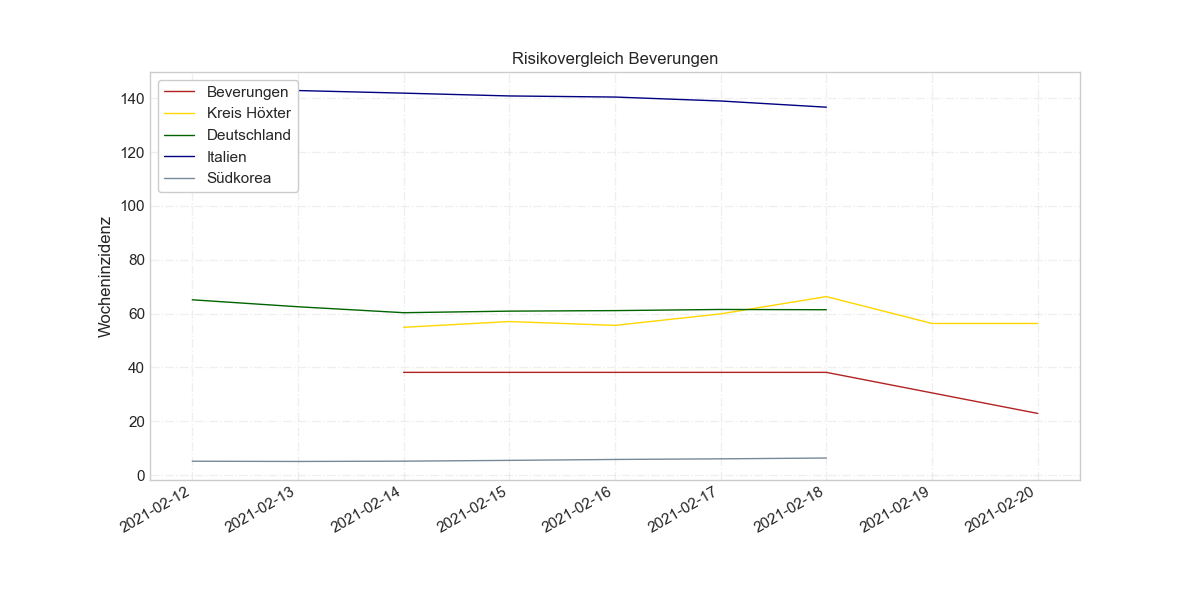 Risikovergleich Beverungen
Beverungen
Kreis Höxter
Deutschland
Italien
Südkorea
Wocheninzidenz
140
120
100
80
60
40
20
0
2021-02-12
2021-02-13
2021-02-14
2021-02-15
2021-02-16
2021-02-17
2021-02-18
2021-02-19
2021-02-20